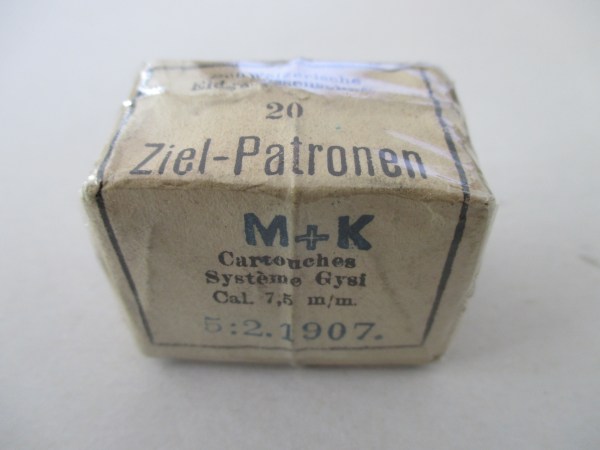 20
Ziel-Patronen
M+K
Cartouches
Système Gysi
Cal. 7,5 m/m.
5:2.1907.